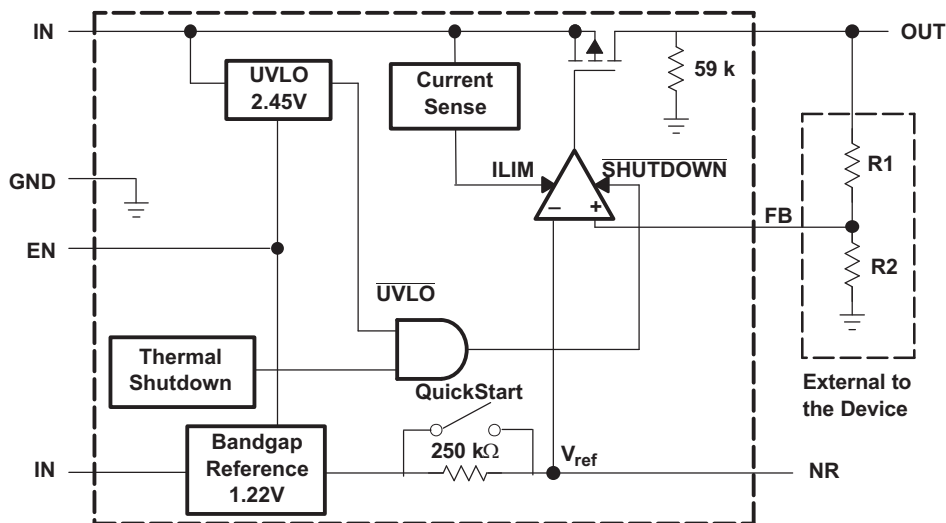 IN
OUT
UVLO
2.45V
Current
Sense
59 k
GND
ILIM
SHUTDOWN
R1
–
+
FB
EN
R2
UVLO
Thermal
Shutdown
QuickStart
External to
the Device
250 kΩ
Bandgap
Reference
1.22V
Vref
IN
NR